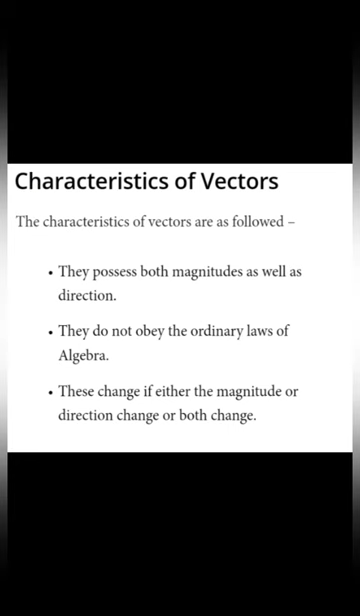 Characteristics of Vectors
The characteristics of vectors are as followed –
• They possess both magnitudes as well as
direction.
• They do not obey the ordinary laws of
Algebra.
• These change if either the magnitude or
direction change or both change.